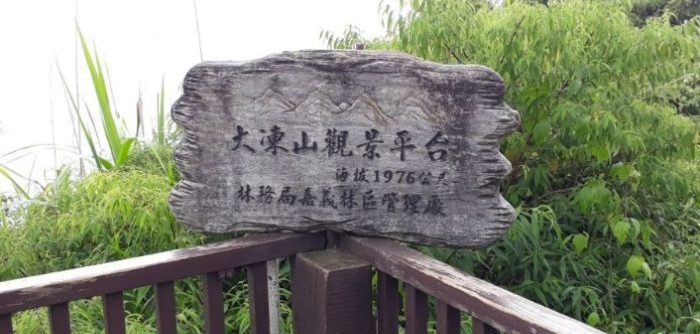 大凍山觀景平台
海拔1976公尺
林務局嘉義林區管理處